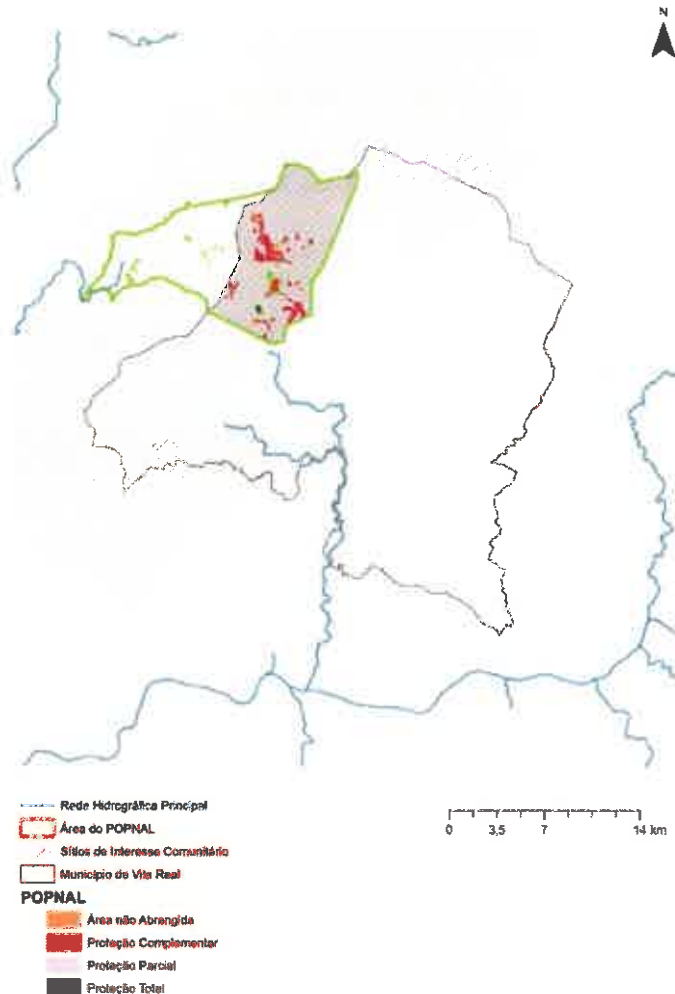 N
Rede Hidrográfica Principal
Área do POPNAL
Sítios de Interesse Comunitário
Município de Vila Real
POPNAL
Área não Abrangida
Proteção Complementar
Proteção Parcial
Proteção Total
0 3,5 7 14 km